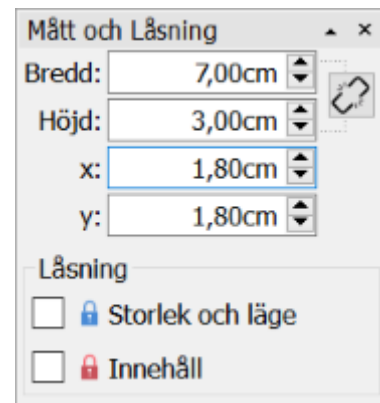 Mått och Låsning
Bredd: 7,00cm
Höjd: 3,00cm
x: 1,80cm
y: 1,80cm
Låsning
Storlek och läge
Innehåll